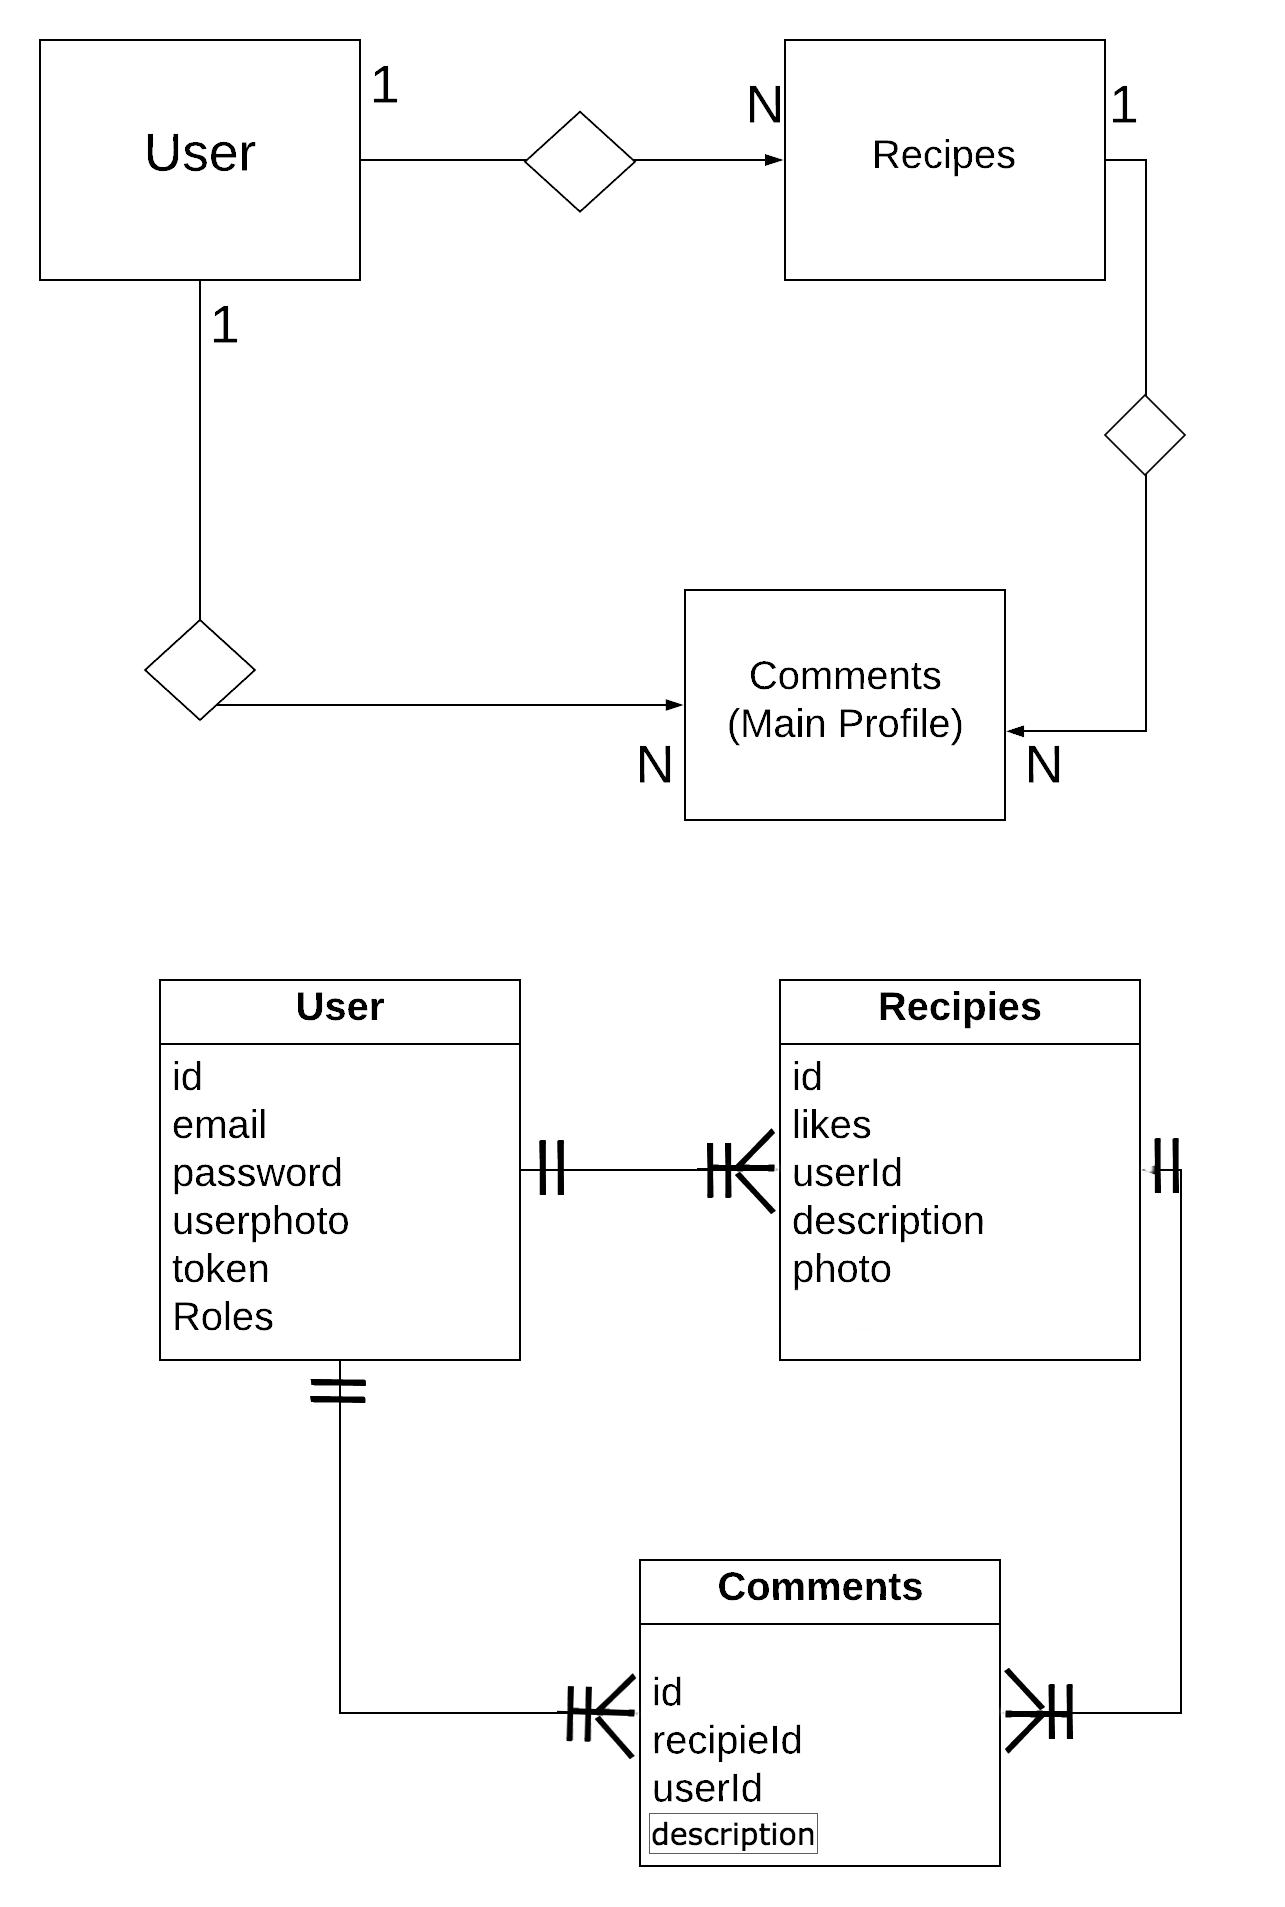 1
N
1
User
Recipes
1
Comments
(Main Profile)
N
N
User
id
email
password
userphoto
token
Roles
Recipies
id
likes
userId
description
photo
Comments
id
recipieId
userId
description